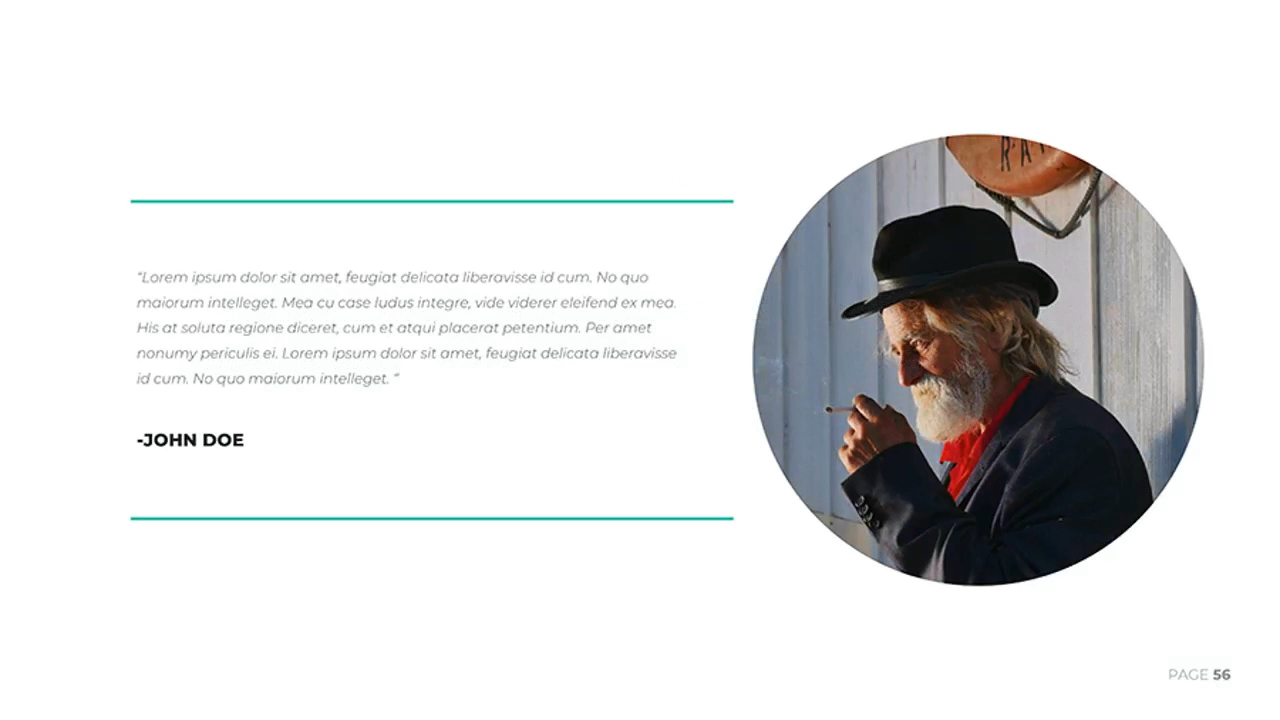 “Lorem ipsum dolor sit amet, feugiat delicata liberavisse id cum. No quo
maiorum intelleget. Mea cu case ludus integre, vide viderer eleifend ex mea.
His at soluta regione diceret, cum et atqui placerat petentium. Per amet
nonumy periculis ei. Lorem ipsum dolor sit amet, feugiat delicata liberavisse
id cum. No quo maiorum intelleget. “
-JOHN DOE
PAGE 56